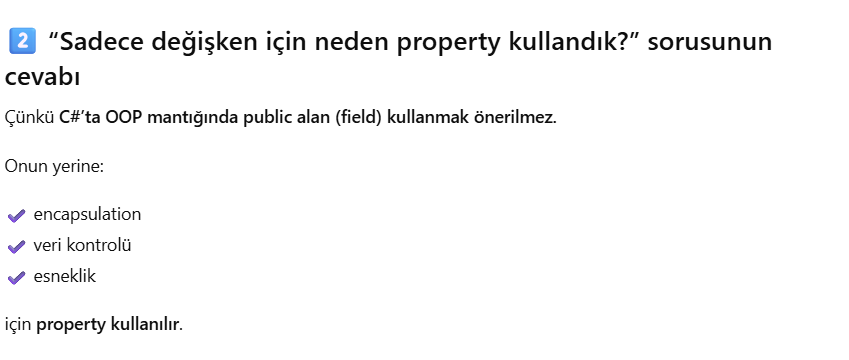 2️⃣ “Sadece değişken için neden property kullandık?” sorusunun
cevabı
Çünkü C#’ta OOP mantığında public alan (field) kullanmak önerilmez.
Onun yerine:
✔ encapsulation
✔ veri kontrolü
✔ esneklik
için property kullanılır.